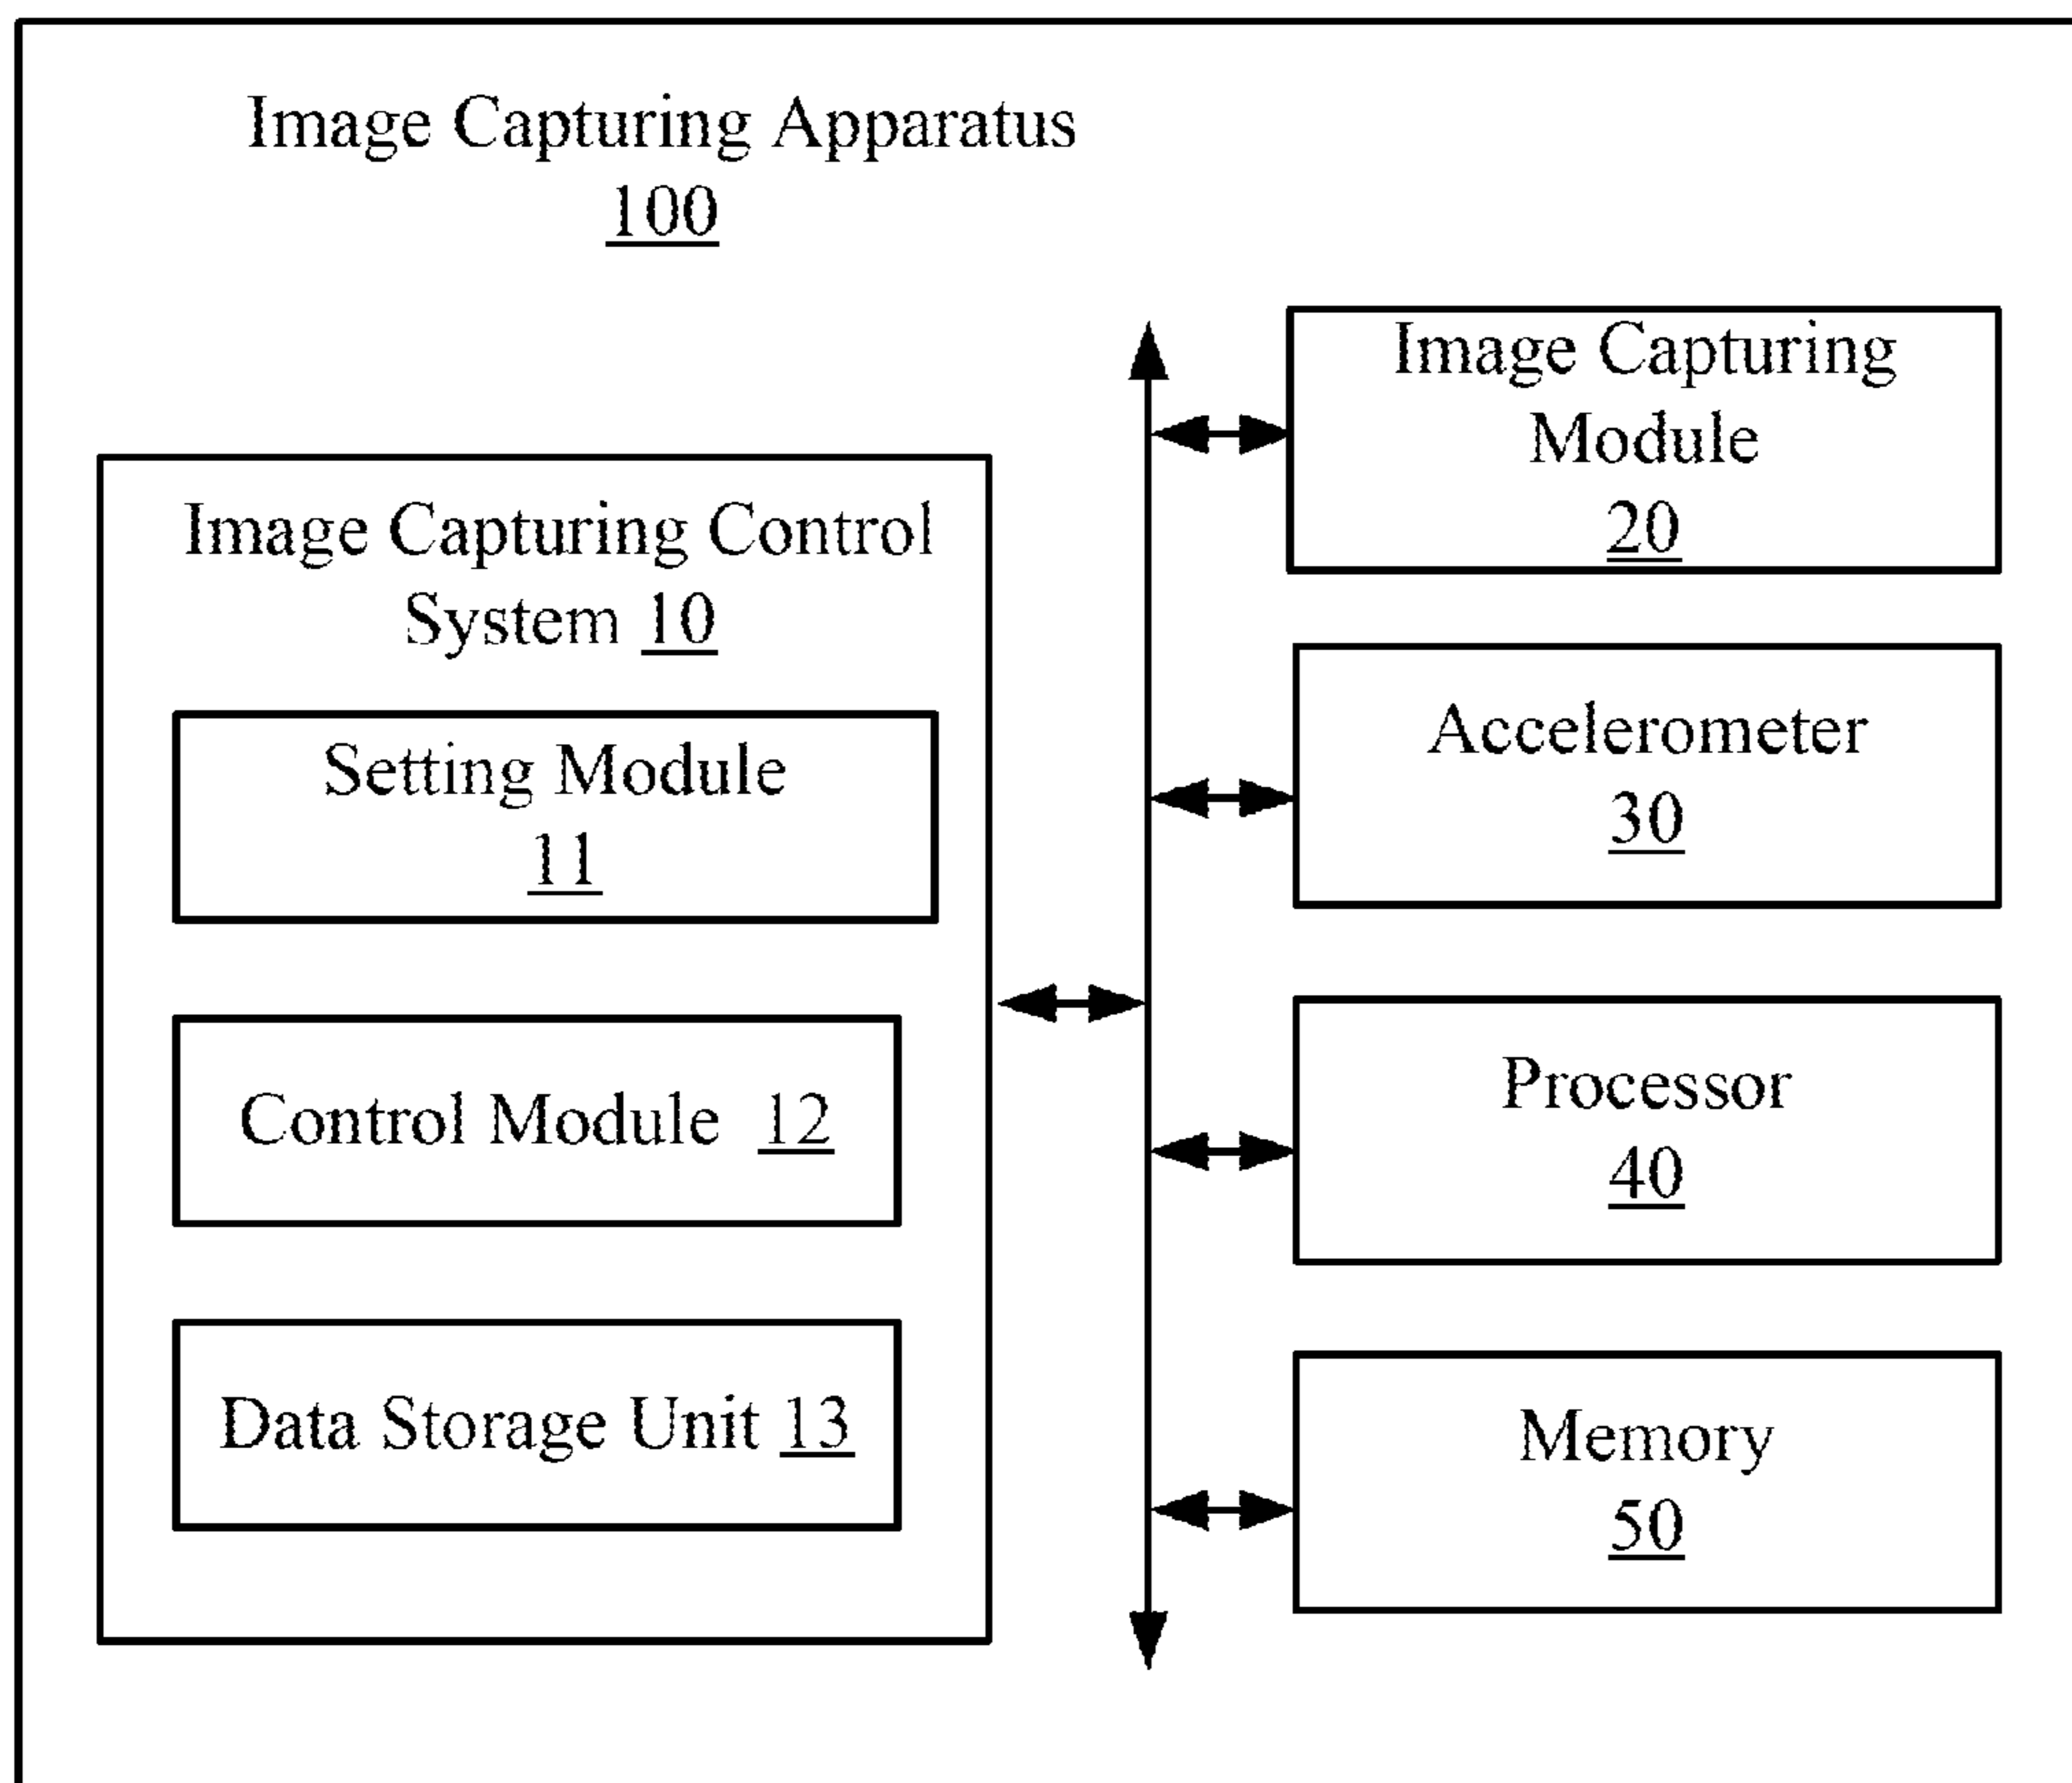 Image Capturing Apparatus
100
Image Capturing Control
System 10
Setting Module
11
Control Module 12
Data Storage Unit 13
Image Capturing
Module
20
Accelerometer
30
Processor
40
Memory
50